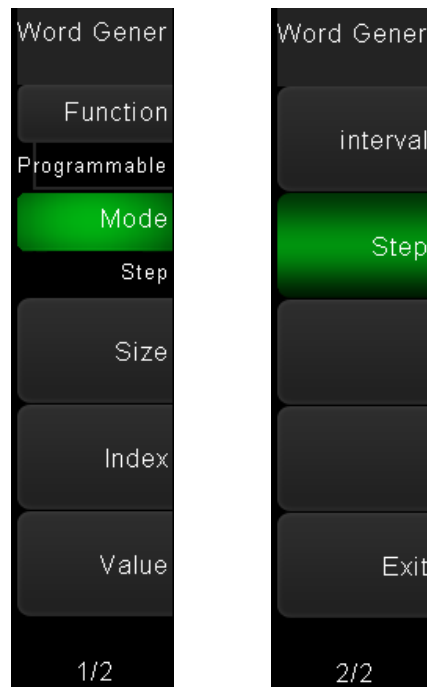 Word Gener
Function
Programmable
Mode
Step
Size
Index
Value
1/2
Word Gener
interval
Step
Exit
2/2